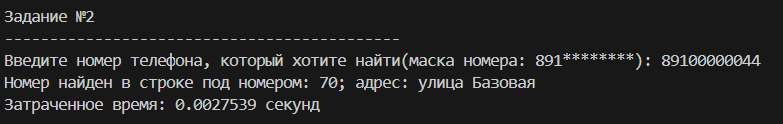 Задание №2
--------------------------------------------
Введите номер телефона, который хотите найти(маска номера: 891********): 89100000044
Номер найден в строке под номером: 70; адрес: улица Базовая
Затраченное время: 0.0027539 секунд